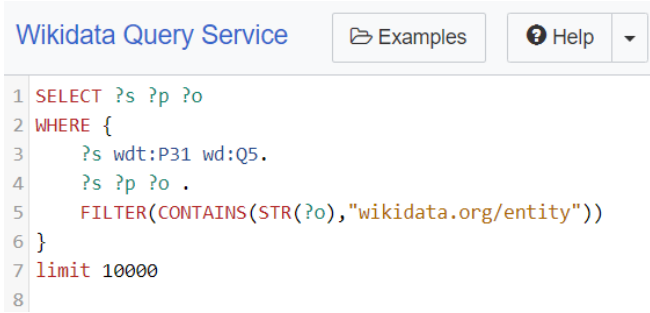 Wikidata Query Service Examples Help
1 SELECT ?s ?p ?o
2 WHERE {
3 ?s wdt:P31 wd:Q5.
4 ?s ?p ?o .
5 FILTER(CONTAINS(STR(?o),"wikidata.org/entity"))
6 }
7 limit 10000
8